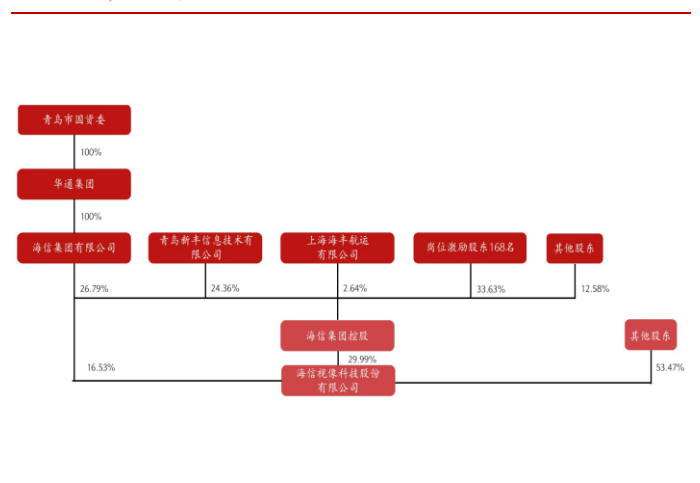 青岛市国资委
100%
华通集团
100%
海信集团有限公司
青岛新丰信息技术有
限公司
上海海丰航运
有限公司
岗位激励股东168名
其他股东
26.79%
24.36%
2.64%
33.63%
12.58%
海信集团控股
其他股东
29.99%
16.53%
53.47%
海信视像科技股份
有限公司